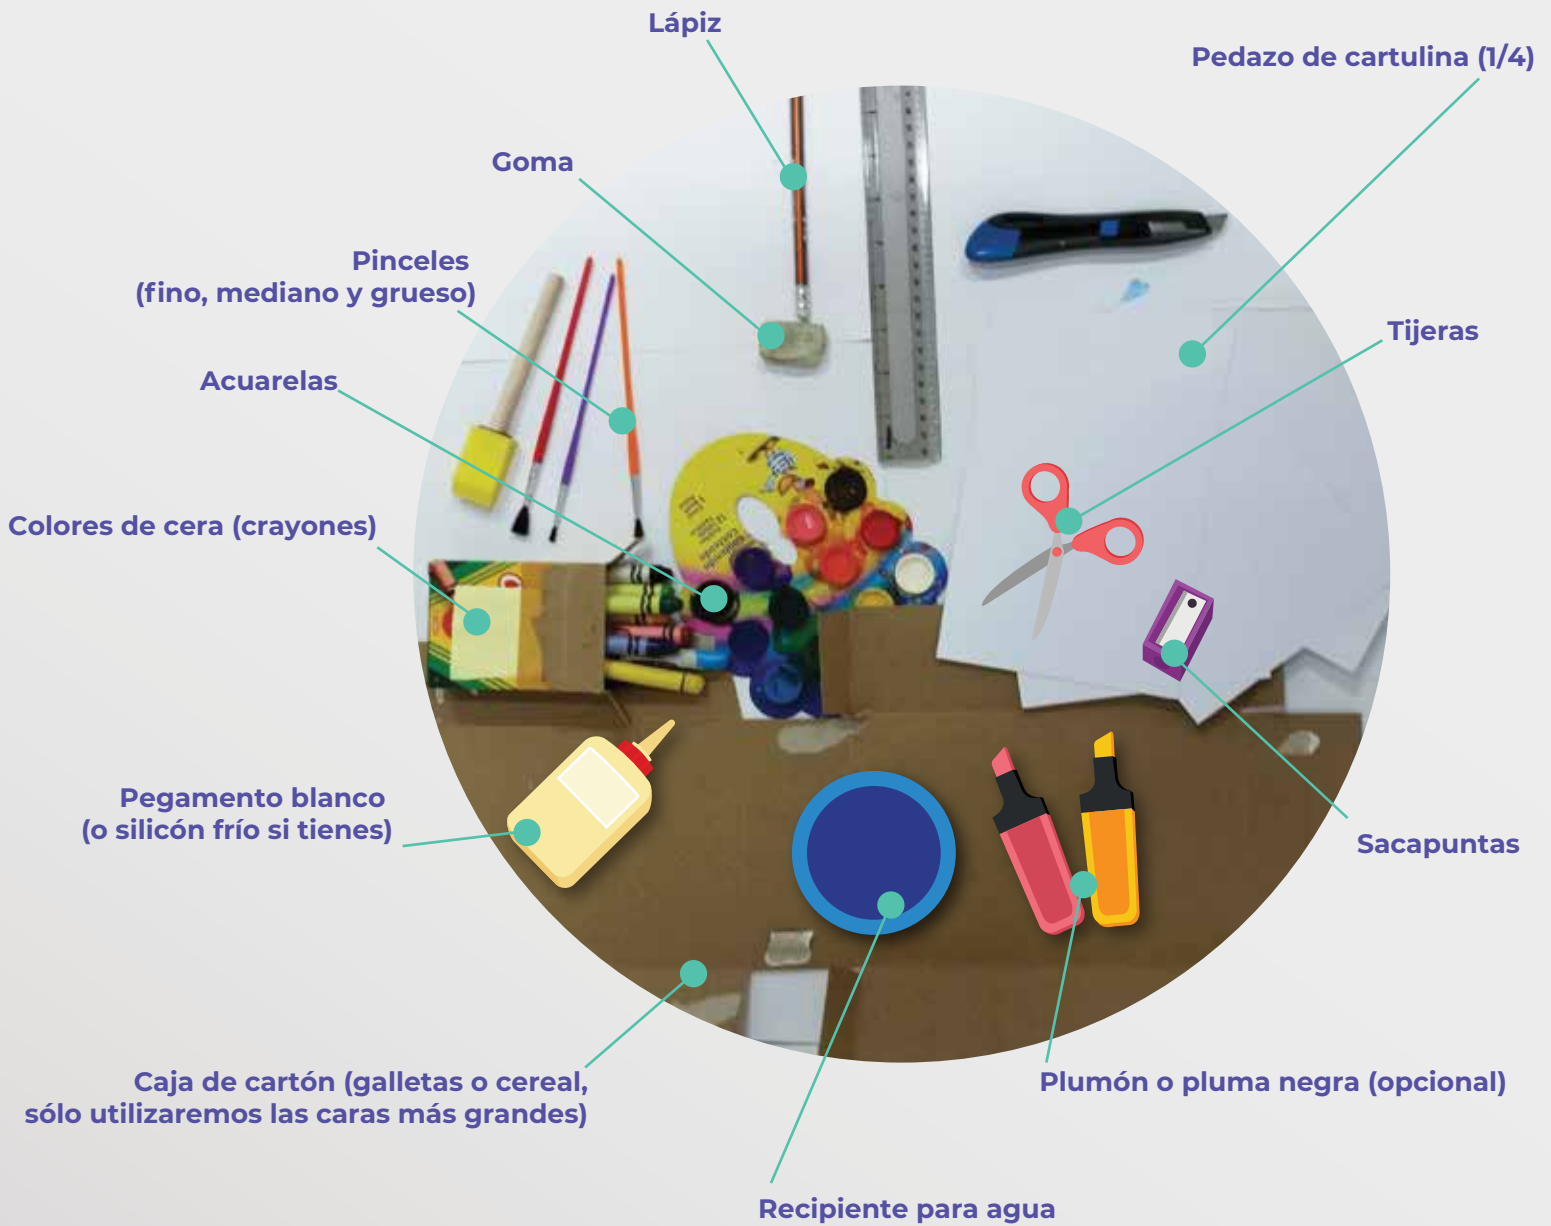 Lápiz
Pedazo de cartulina (1/4)
Goma
Pinceles
(fino, mediano y grueso)
Tijeras
Acuarelas
Colores de cera (crayones)
Pegamento blanco
(o silicón frío si tienes)
Sacapuntas
Caja de cartón (galletas o cereal,
sólo utilizaremos las caras más grandes)
Plumón o pluma negra (opcional)
Recipiente para agua